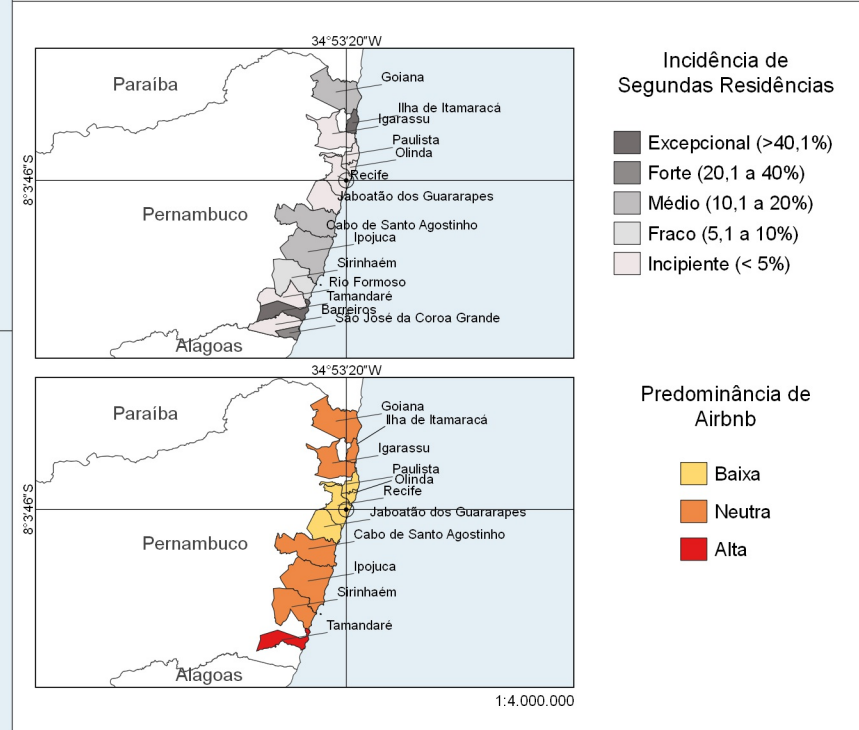 34°53'20"W
8°3'46"S
Paraíba
Pernambuco
Alagoas
Goiana
Ilha de Itamaracá
Igarassu
Paulista
Olinda
Recife
Jaboatão dos Guararapes
Cabo de Santo Agostinho
Ipojuca
Sirinhaém
Rio Formoso
Tamandaré
Barreiros
São José da Coroa Grande
Incidência de
Segundas Residências
Excepcional (>40,1%)
Forte (20,1 a 40%)
Médio (10,1 a 20%)
Fraco (5,1 a 10%)
Incipiente (< 5%)
34°53'20"W
8°3'46"S
Paraíba
Pernambuco
Alagoas
Goiana
Ilha de Itamaracá
Igarassu
Paulista
Olinda
Recife
Jaboatão dos Guararapes
Cabo de Santo Agostinho
Ipojuca
Sirinhaém
Tamandaré
Predominância de
Airbnb
Baixa
Neutra
Alta
1:4.000.000